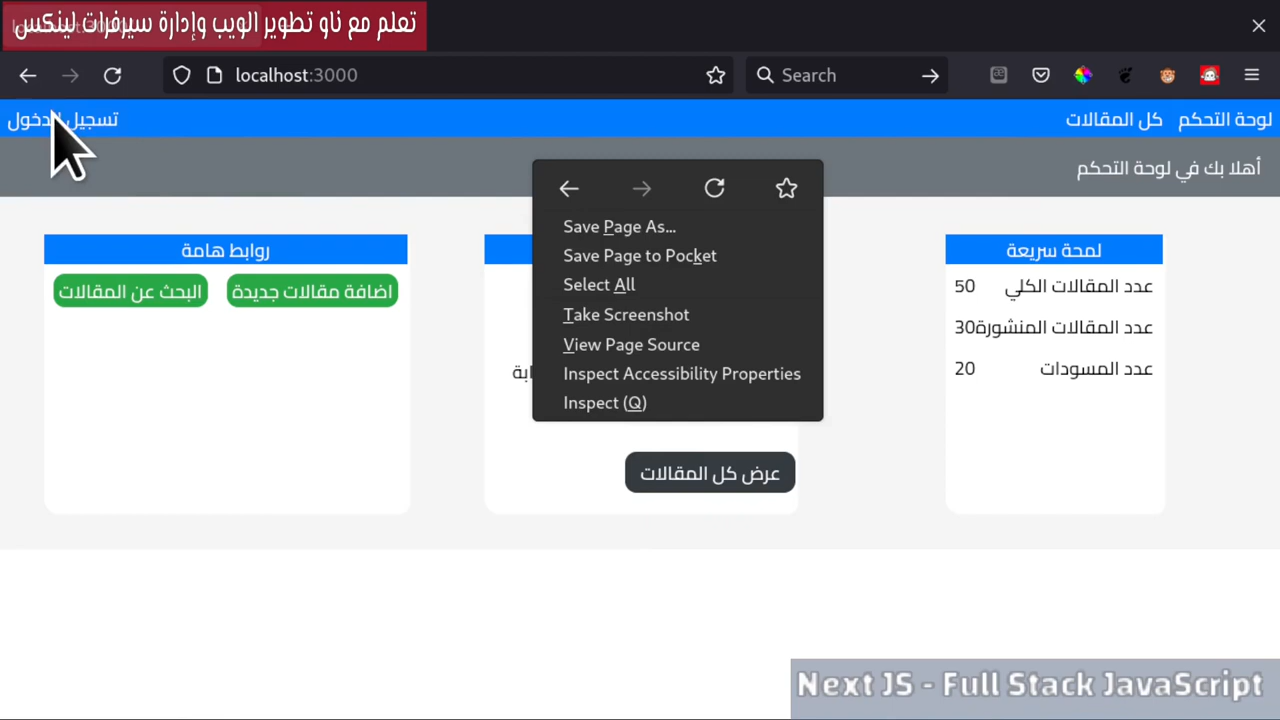 تعلم مع ناو تطوير الويب وإدارة سيرفرات لينكس
localhost:3000
Search
لوحة التحكم
كل المقالات
تسجيل الدخول
أهلا بك في لوحة التحكم
لمحة سريعة
عدد المقالات الكلي 50
عدد المقالات المنشورة 30
عدد المسودات 20
Save Page As...
Save Page to Pocket
Select All
Take Screenshot
View Page Source
Inspect Accessibility Properties
Inspect (Q)
عرض كل المقالات
روابط هامة
اضافة مقالات جديدة
البحث عن المقالات
Next JS - Full Stack JavaScript